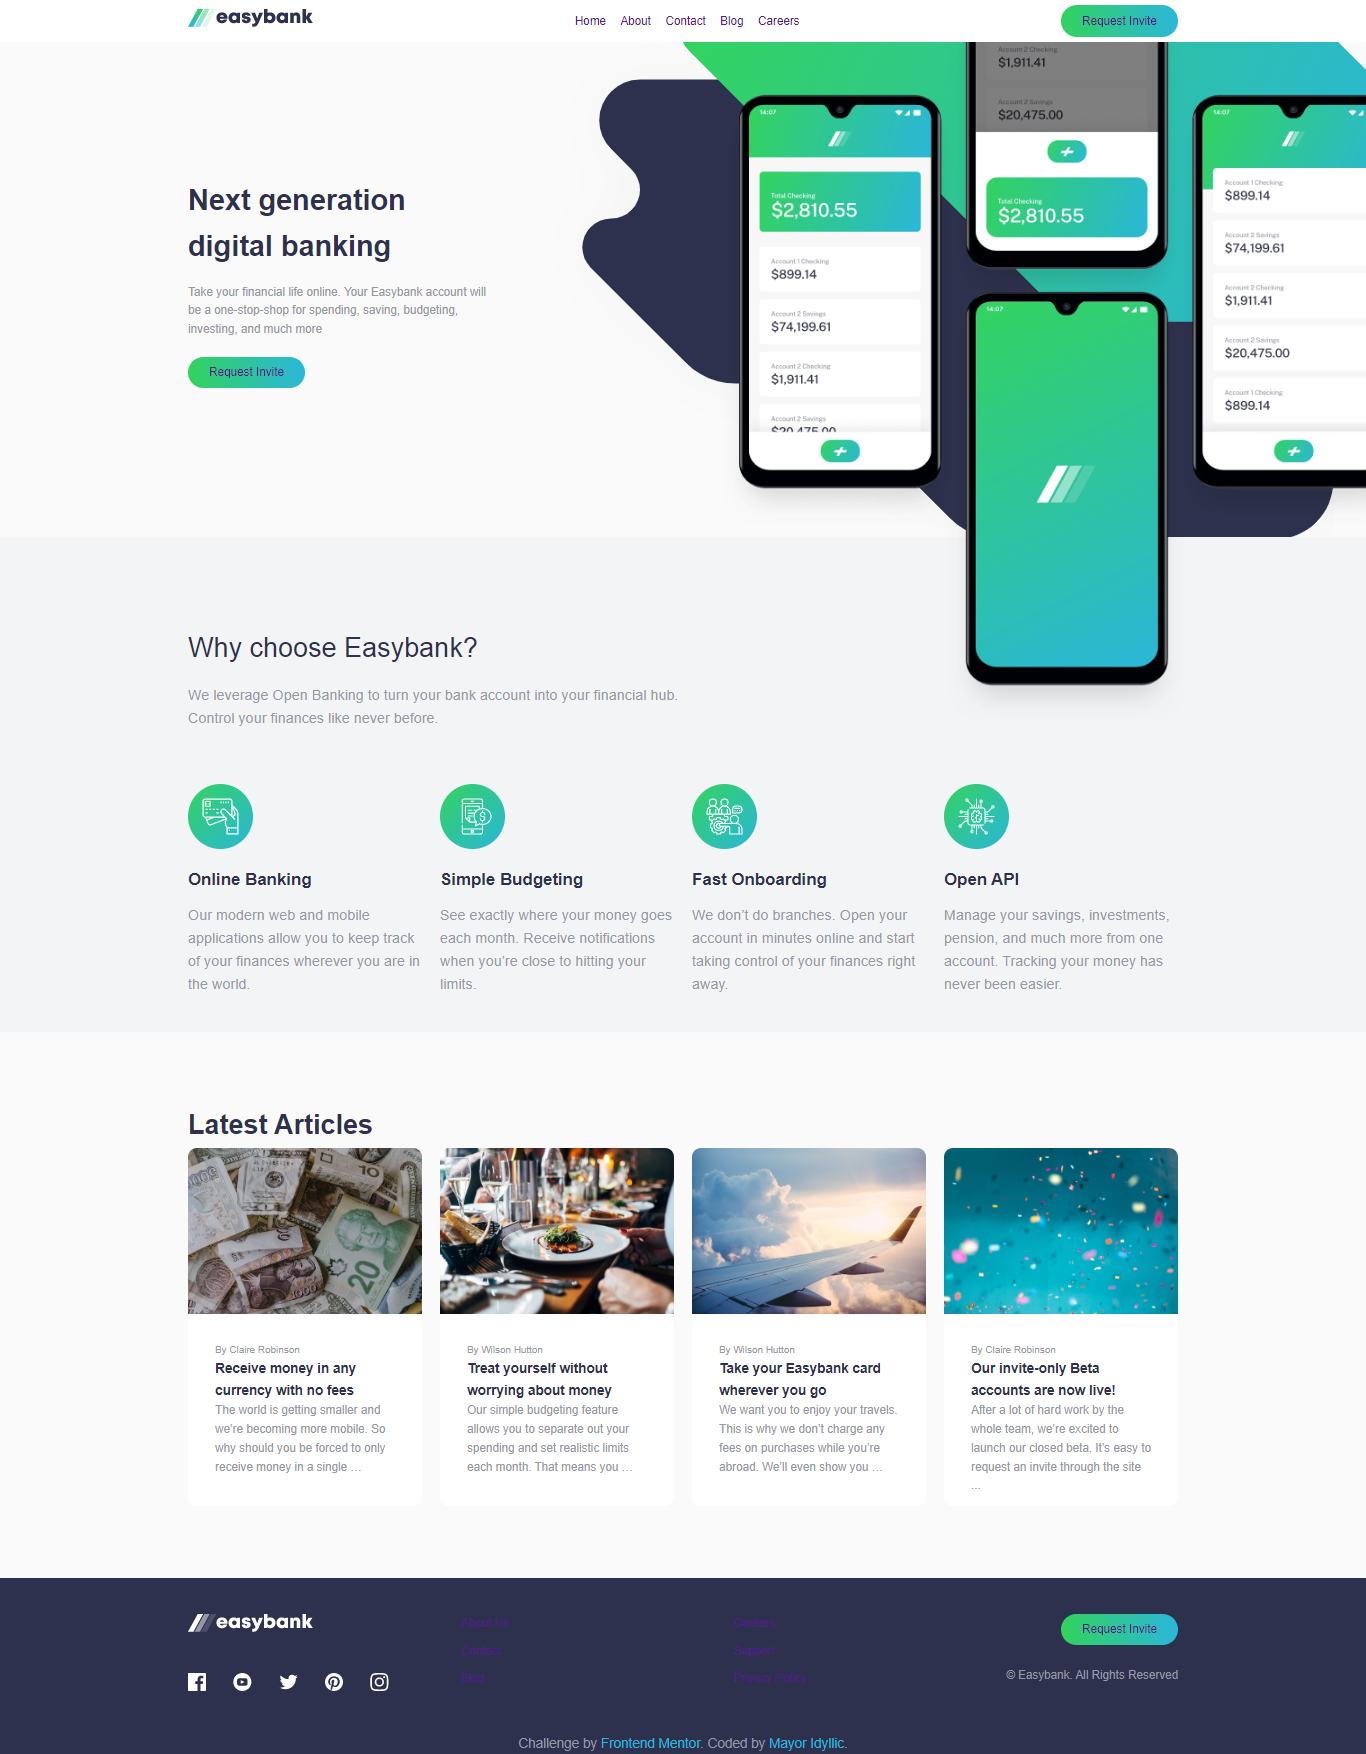 easybank
Home About Contact Blog Careers
Request Invite
Next generation
digital banking
Take your financial life online. Your Easybank account will
be a one-stop-shop for spending, saving, budgeting,
investing, and much more
Request Invite
14:07
Total Checking
$2,810.55
Account 1 Checking
$899.14
Account 2 Savings
$74,199.61
Account 2 Checking
$1,911.41
Account 2 Savings
$20,475.00
Account 2 Checking
$1,911.41
Account 2 Savings
$20,475.00
Total Checking
$2,810.55
14:07
14:07
Account 1 Checking
$899.14
Account 2 Savings
$74,199.61
Account 2 Checking
$1,911.41
Account 2 Savings
$20,475.00
Account 1 Checking
$899.14
Why choose Easybank?
We leverage Open Banking to turn your bank account into your financial hub.
Control your finances like never before.
Online Banking
Our modern web and mobile
applications allow you to keep track
of your finances wherever you are in
the world.
Simple Budgeting
See exactly where your money goes
each month. Receive notifications
when you’re close to hitting your
limits.
Fast Onboarding
We don’t do branches. Open your
account in minutes online and start
taking control of your finances right
away.
Open API
Manage your savings, investments,
pension, and much more from one
account. Tracking your money has
never been easier.
Latest Articles
10
20
1000
By Claire Robinson
Receive money in any
currency with no fees
The world is getting smaller and
we’re becoming more mobile. So
why should you be forced to only
receive money in a single …
By Wilson Hutton
Treat yourself without
worrying about money
Our simple budgeting feature
allows you to separate out your
spending and set realistic limits
each month. That means you …
By Wilson Hutton
Take your Easybank card
wherever you go
We want you to enjoy your travels.
This is why we don’t charge any
fees on purchases while you’re
abroad. We’ll even show you …
By Claire Robinson
Our invite-only Beta
accounts are now live!
After a lot of hard work by the
whole team, we’re excited to
launch our closed beta. It’s easy to
request an invite through the site
…
easybank
About Us
Contact
Blog
Careers
Support
Privacy Policy
Request Invite
© Easybank. All Rights Reserved
Challenge by Frontend Mentor. Coded by Mayor Idyllic.